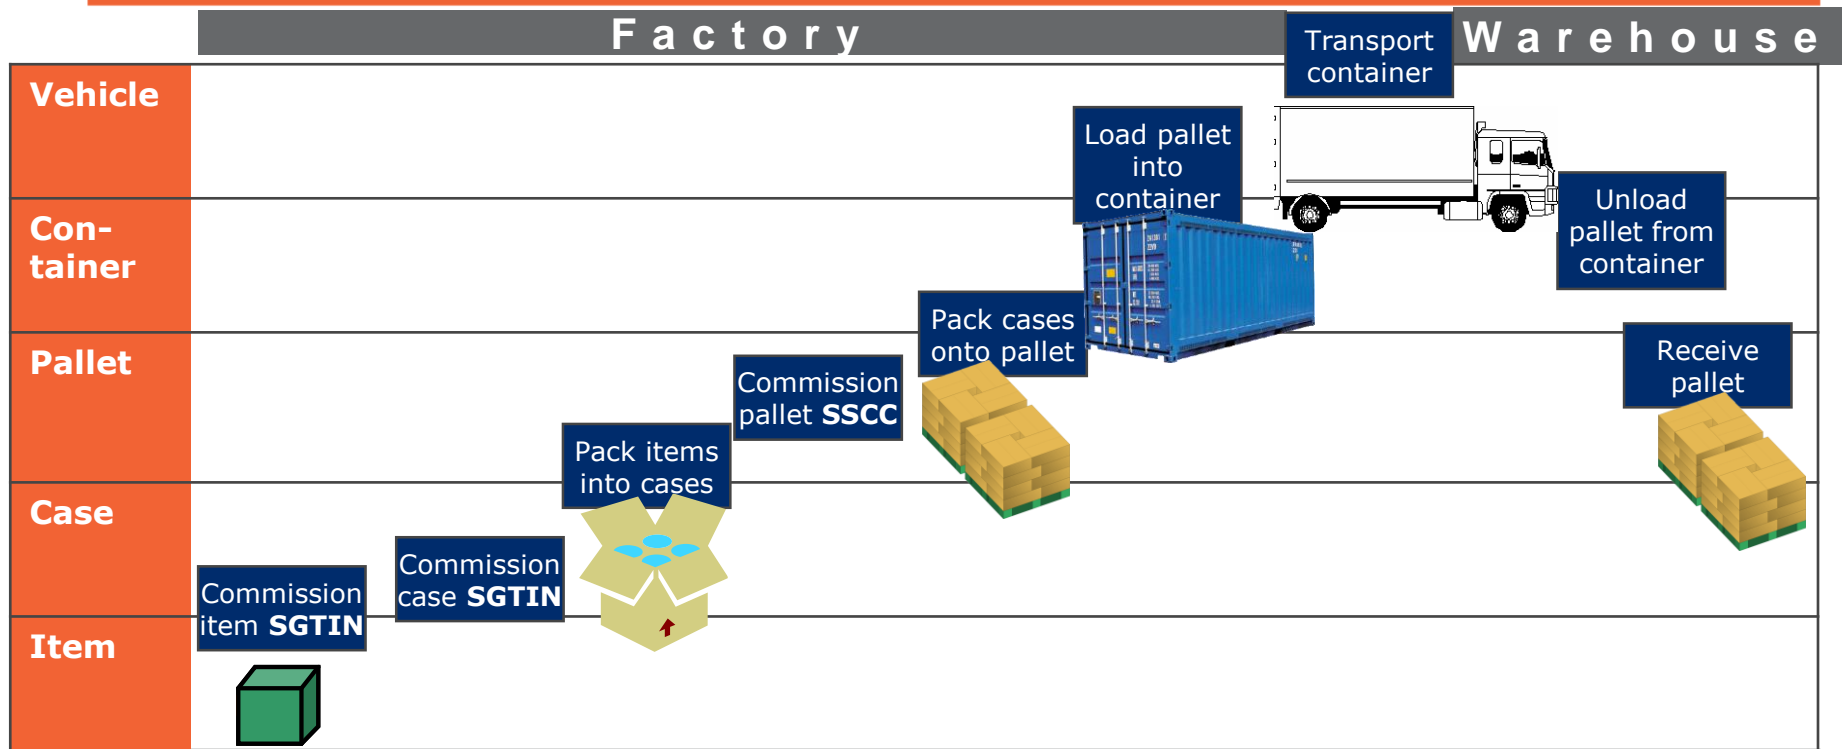 Factory
Warehouse
Transport
container
Vehicle
Load pallet
into
container
Unload
pallet from
container
Con-
tainer
Pack cases
onto pallet
Pallet
Receive
pallet
Commission
pallet SSCC
Pack items
into cases
Case
Commission
case SGTIN
Commission
item SGTIN
Item